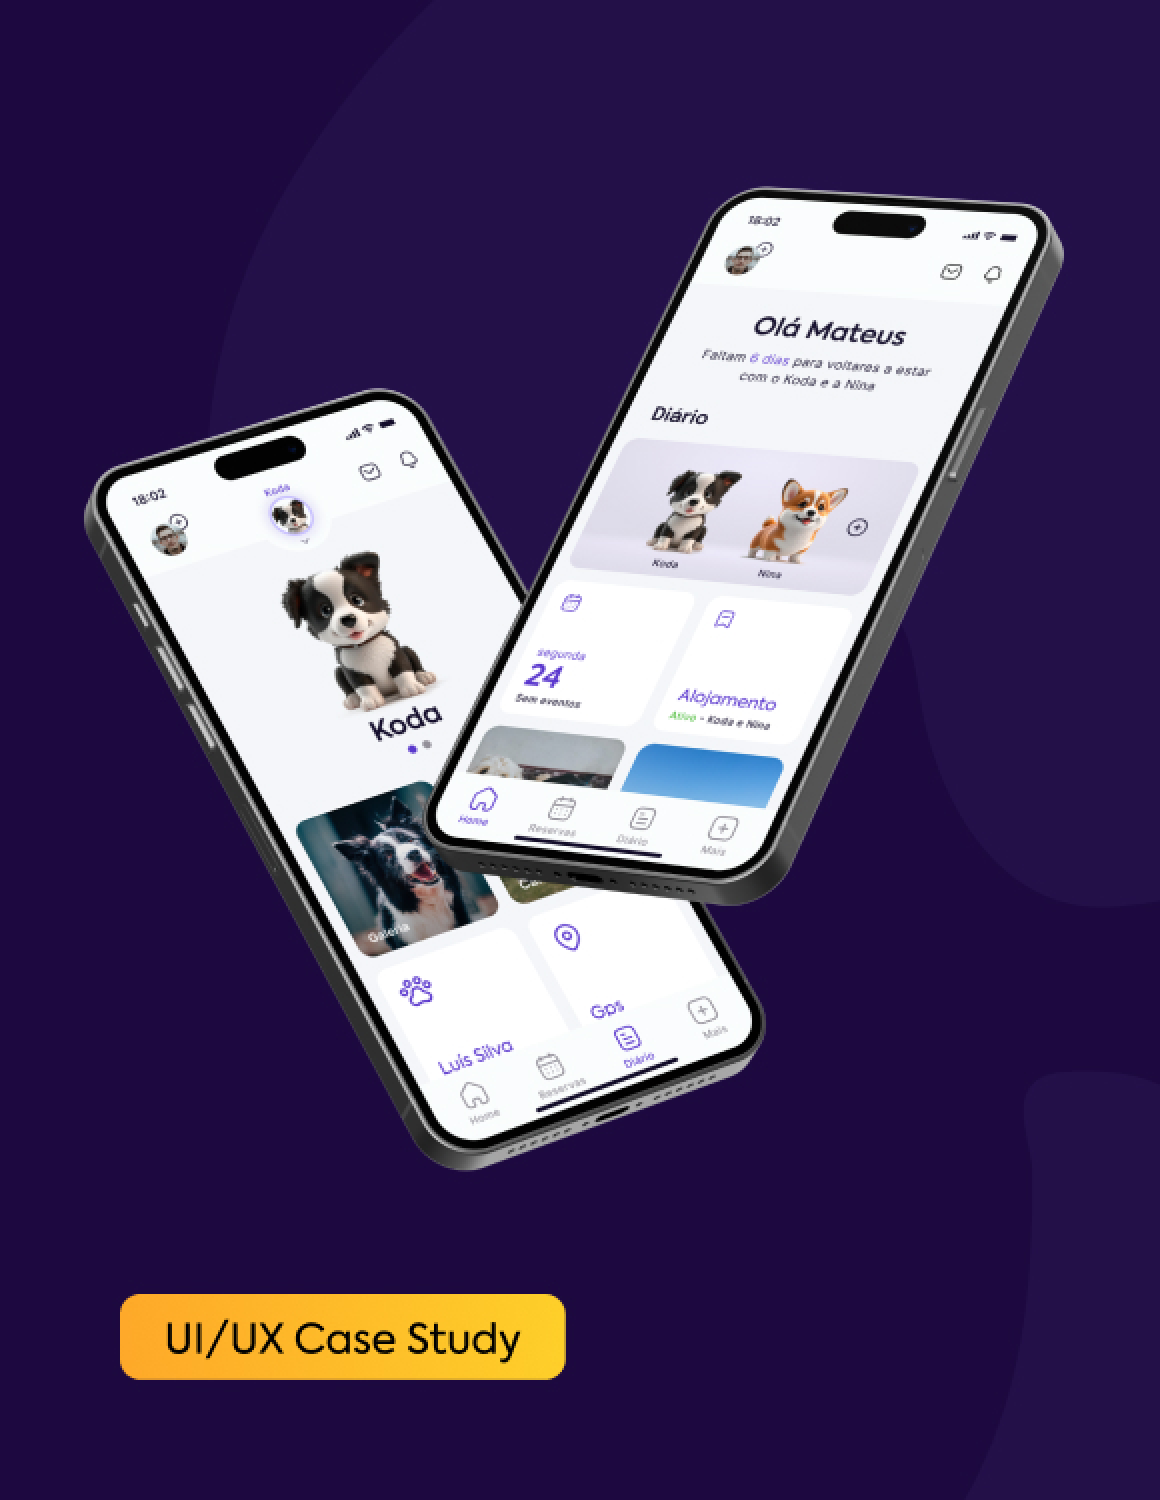 18:02
Olá Mateus
Faltam 6 dias para voltares a estar
com o Koda e a Nina
Diário
Koda
Nina
segunda
24
Sem eventos
Alojamento
Ativo - Koda e Nina
Home
Reservas
Diário
Mais
18:02
Koda
Koda
Galeria
Luís Silva
Gps
Home
Reservas
Diário
Mais
UI/UX Case Study